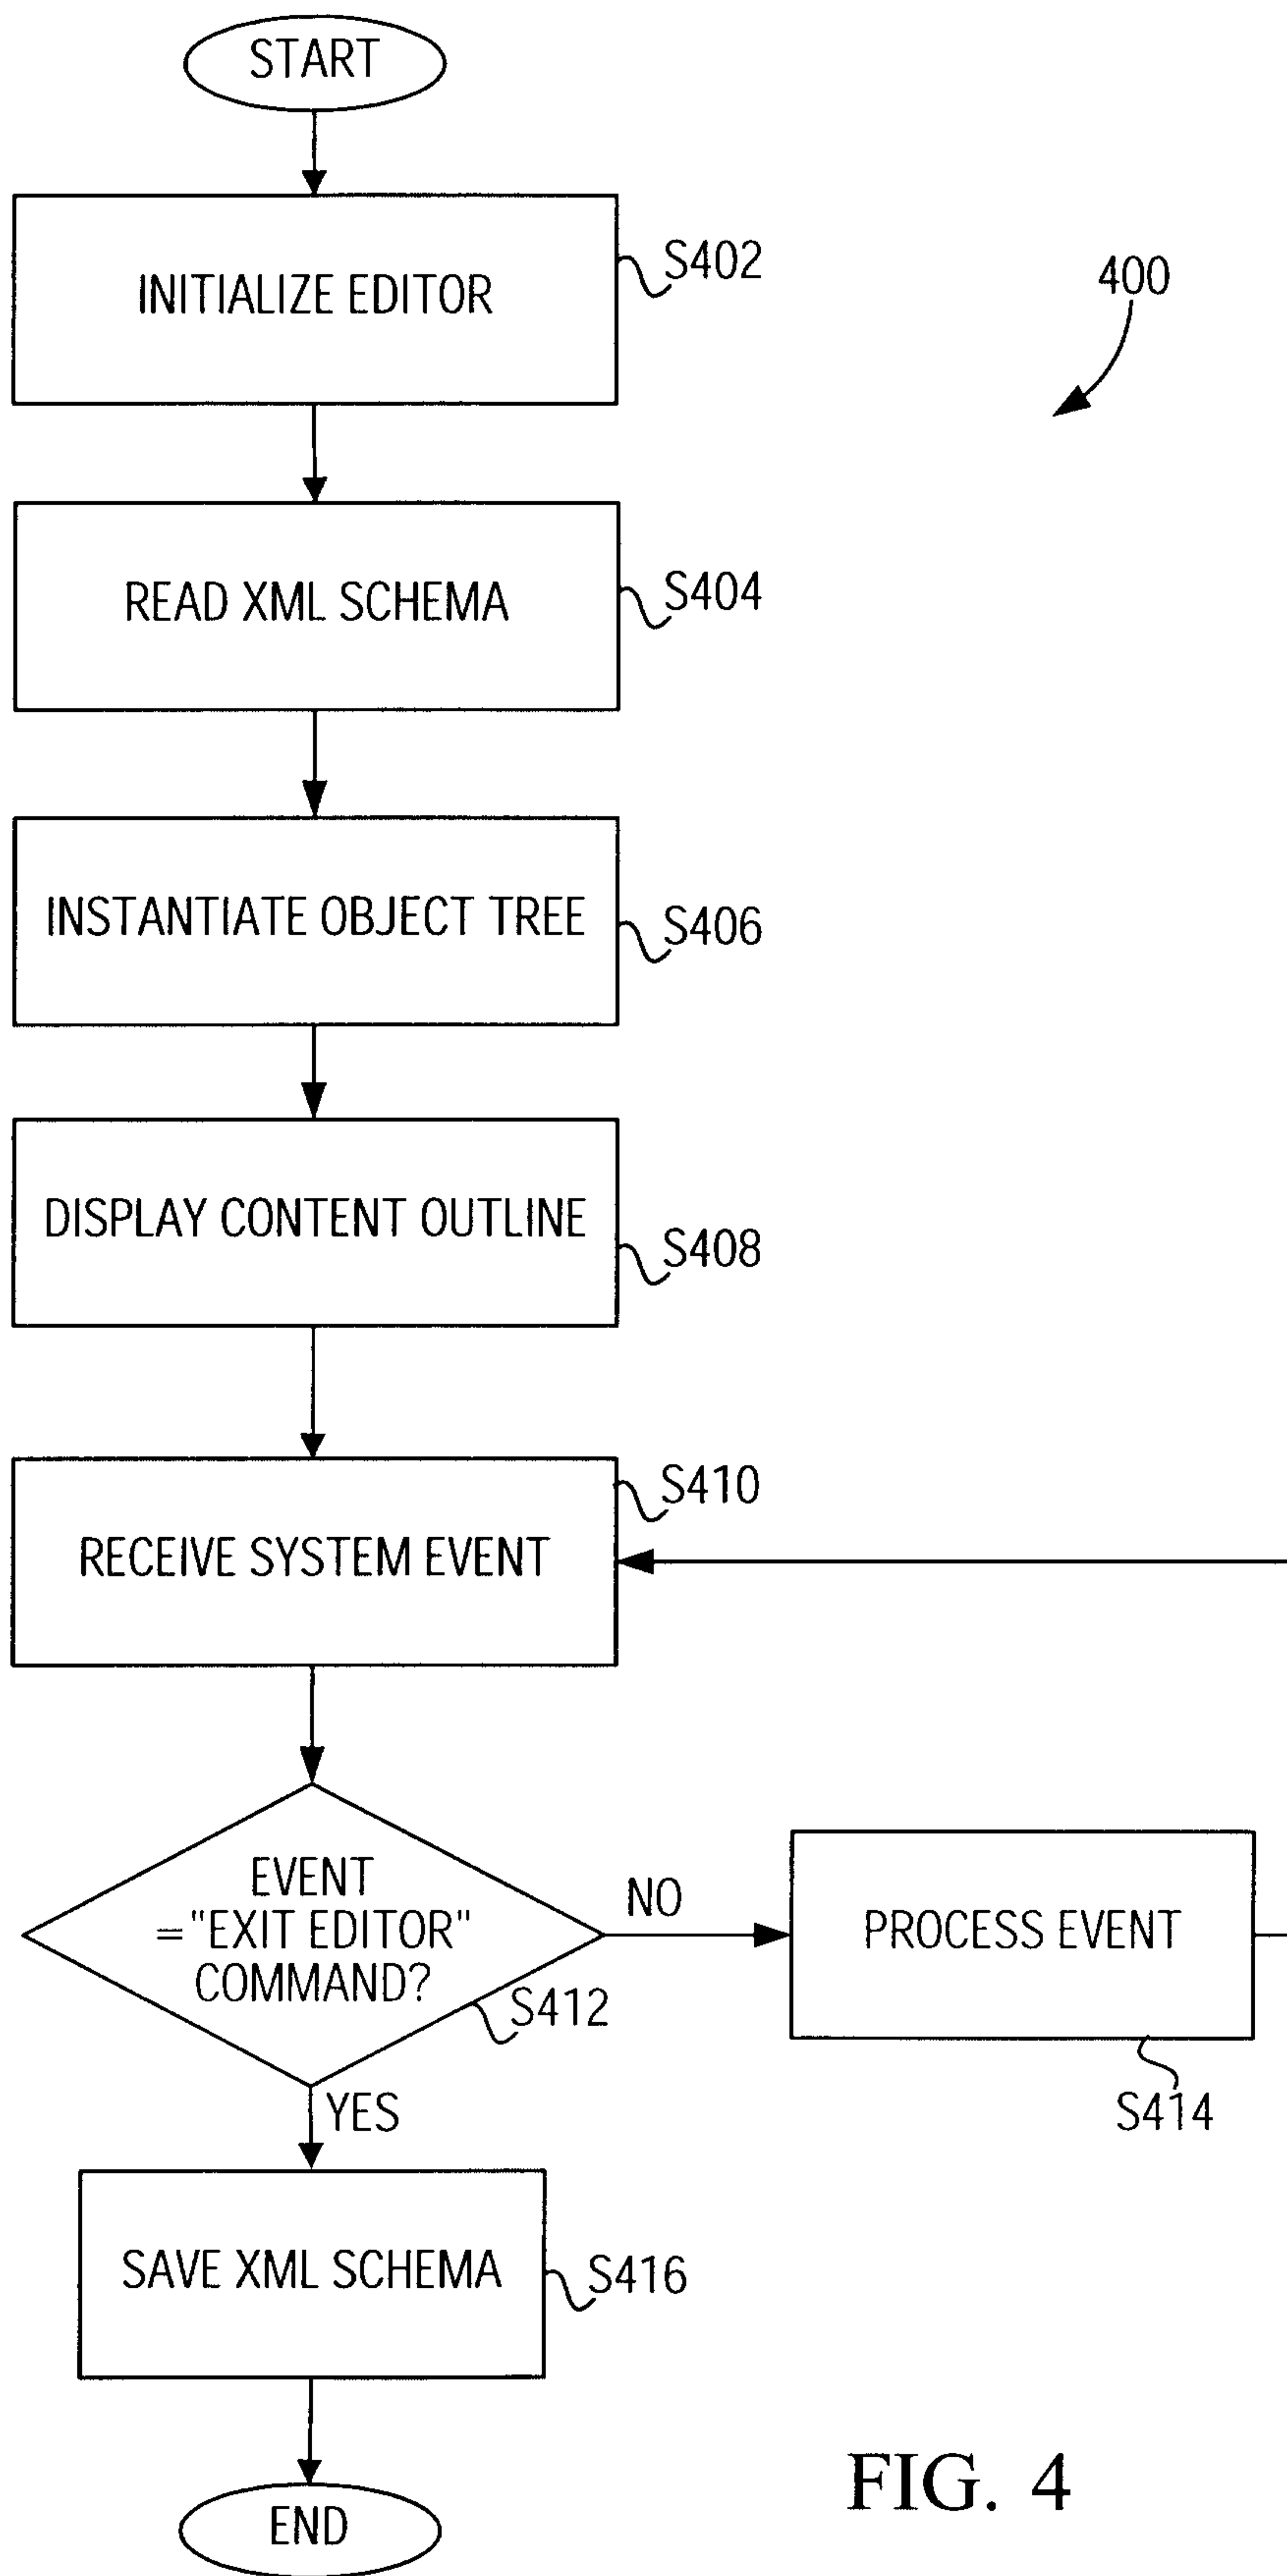 START
INITIALIZE EDITOR
S402
400
READ XML SCHEMA
S404
INSTANTIATE OBJECT TREE
S406
DISPLAY CONTENT OUTLINE
S408
RECEIVE SYSTEM EVENT
S410
EVENT
="EXIT EDITOR"
COMMAND?
S412
NO
PROCESS EVENT
S414
YES
SAVE XML SCHEMA
S416
END
FIG. 4